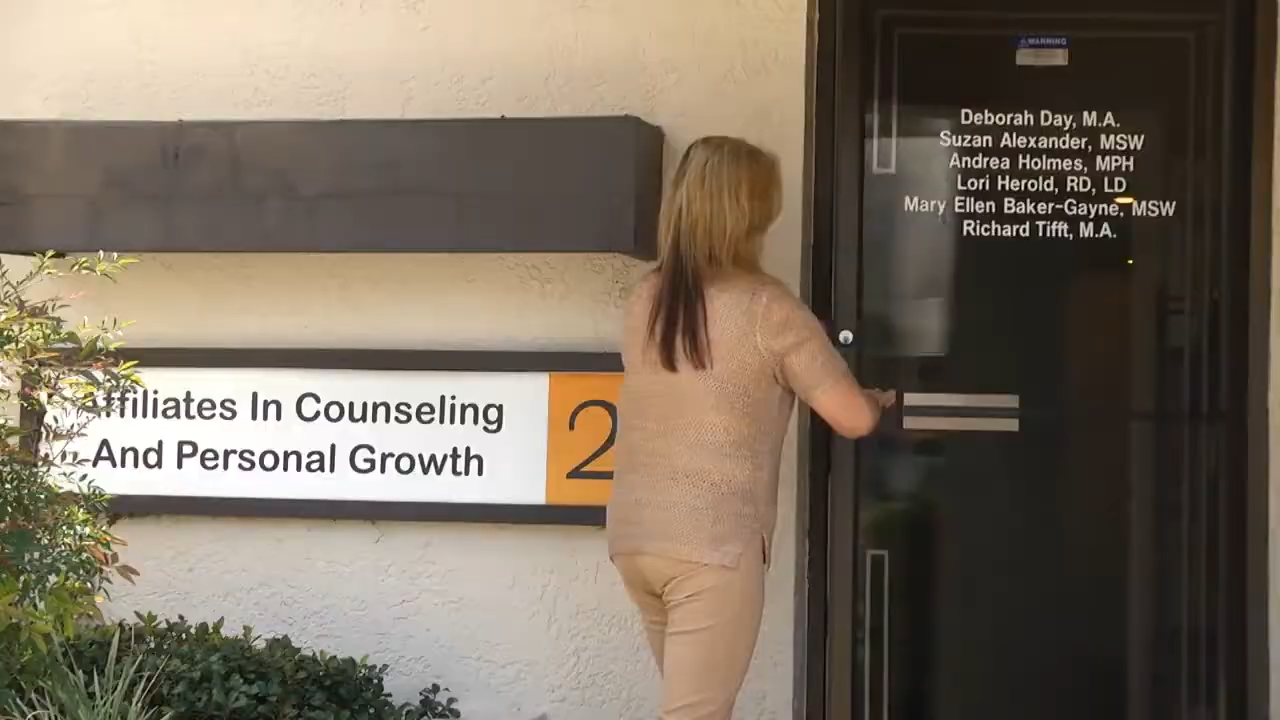 WARNING
Deborah Day, M.A.
Suzan Alexander, MSW
Andrea Holmes, MPH
Lori Herold, RD, LD
Mary Ellen Baker-Gayne, MSW
Richard Tifft, M.A.
Affiliates In Counseling
And Personal Growth
2